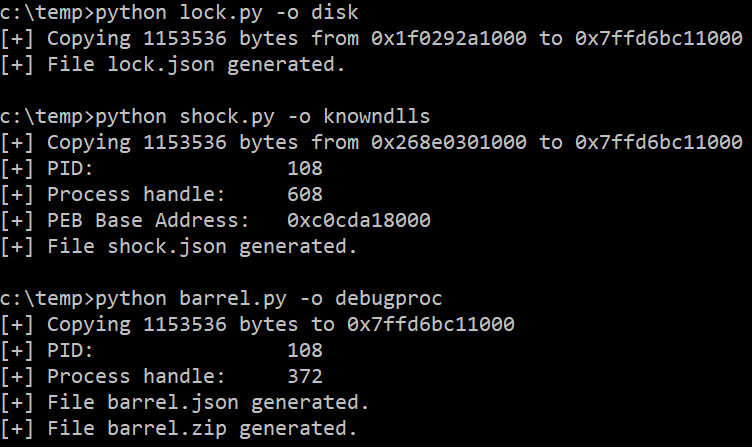 c:\temp>python lock.py -o disk
[+] Copying 1153536 bytes from 0x1f0292a1000 to 0x7ffd6bc11000
[+] File lock.json generated.
c:\temp>python shock.py -o knowndlls
[+] Copying 1153536 bytes from 0x268e0301000 to 0x7ffd6bc11000
[+] PID: 108
[+] Process handle: 608
[+] PEB Base Address: 0xc0cda18000
[+] File shock.json generated.
c:\temp>python barrel.py -o debugproc
[+] Copying 1153536 bytes to 0x7ffd6bc11000
[+] PID: 108
[+] Process handle: 372
[+] File barrel.json generated.
[+] File barrel.zip generated.